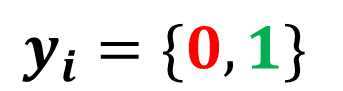 yᵢ = {0, 1}